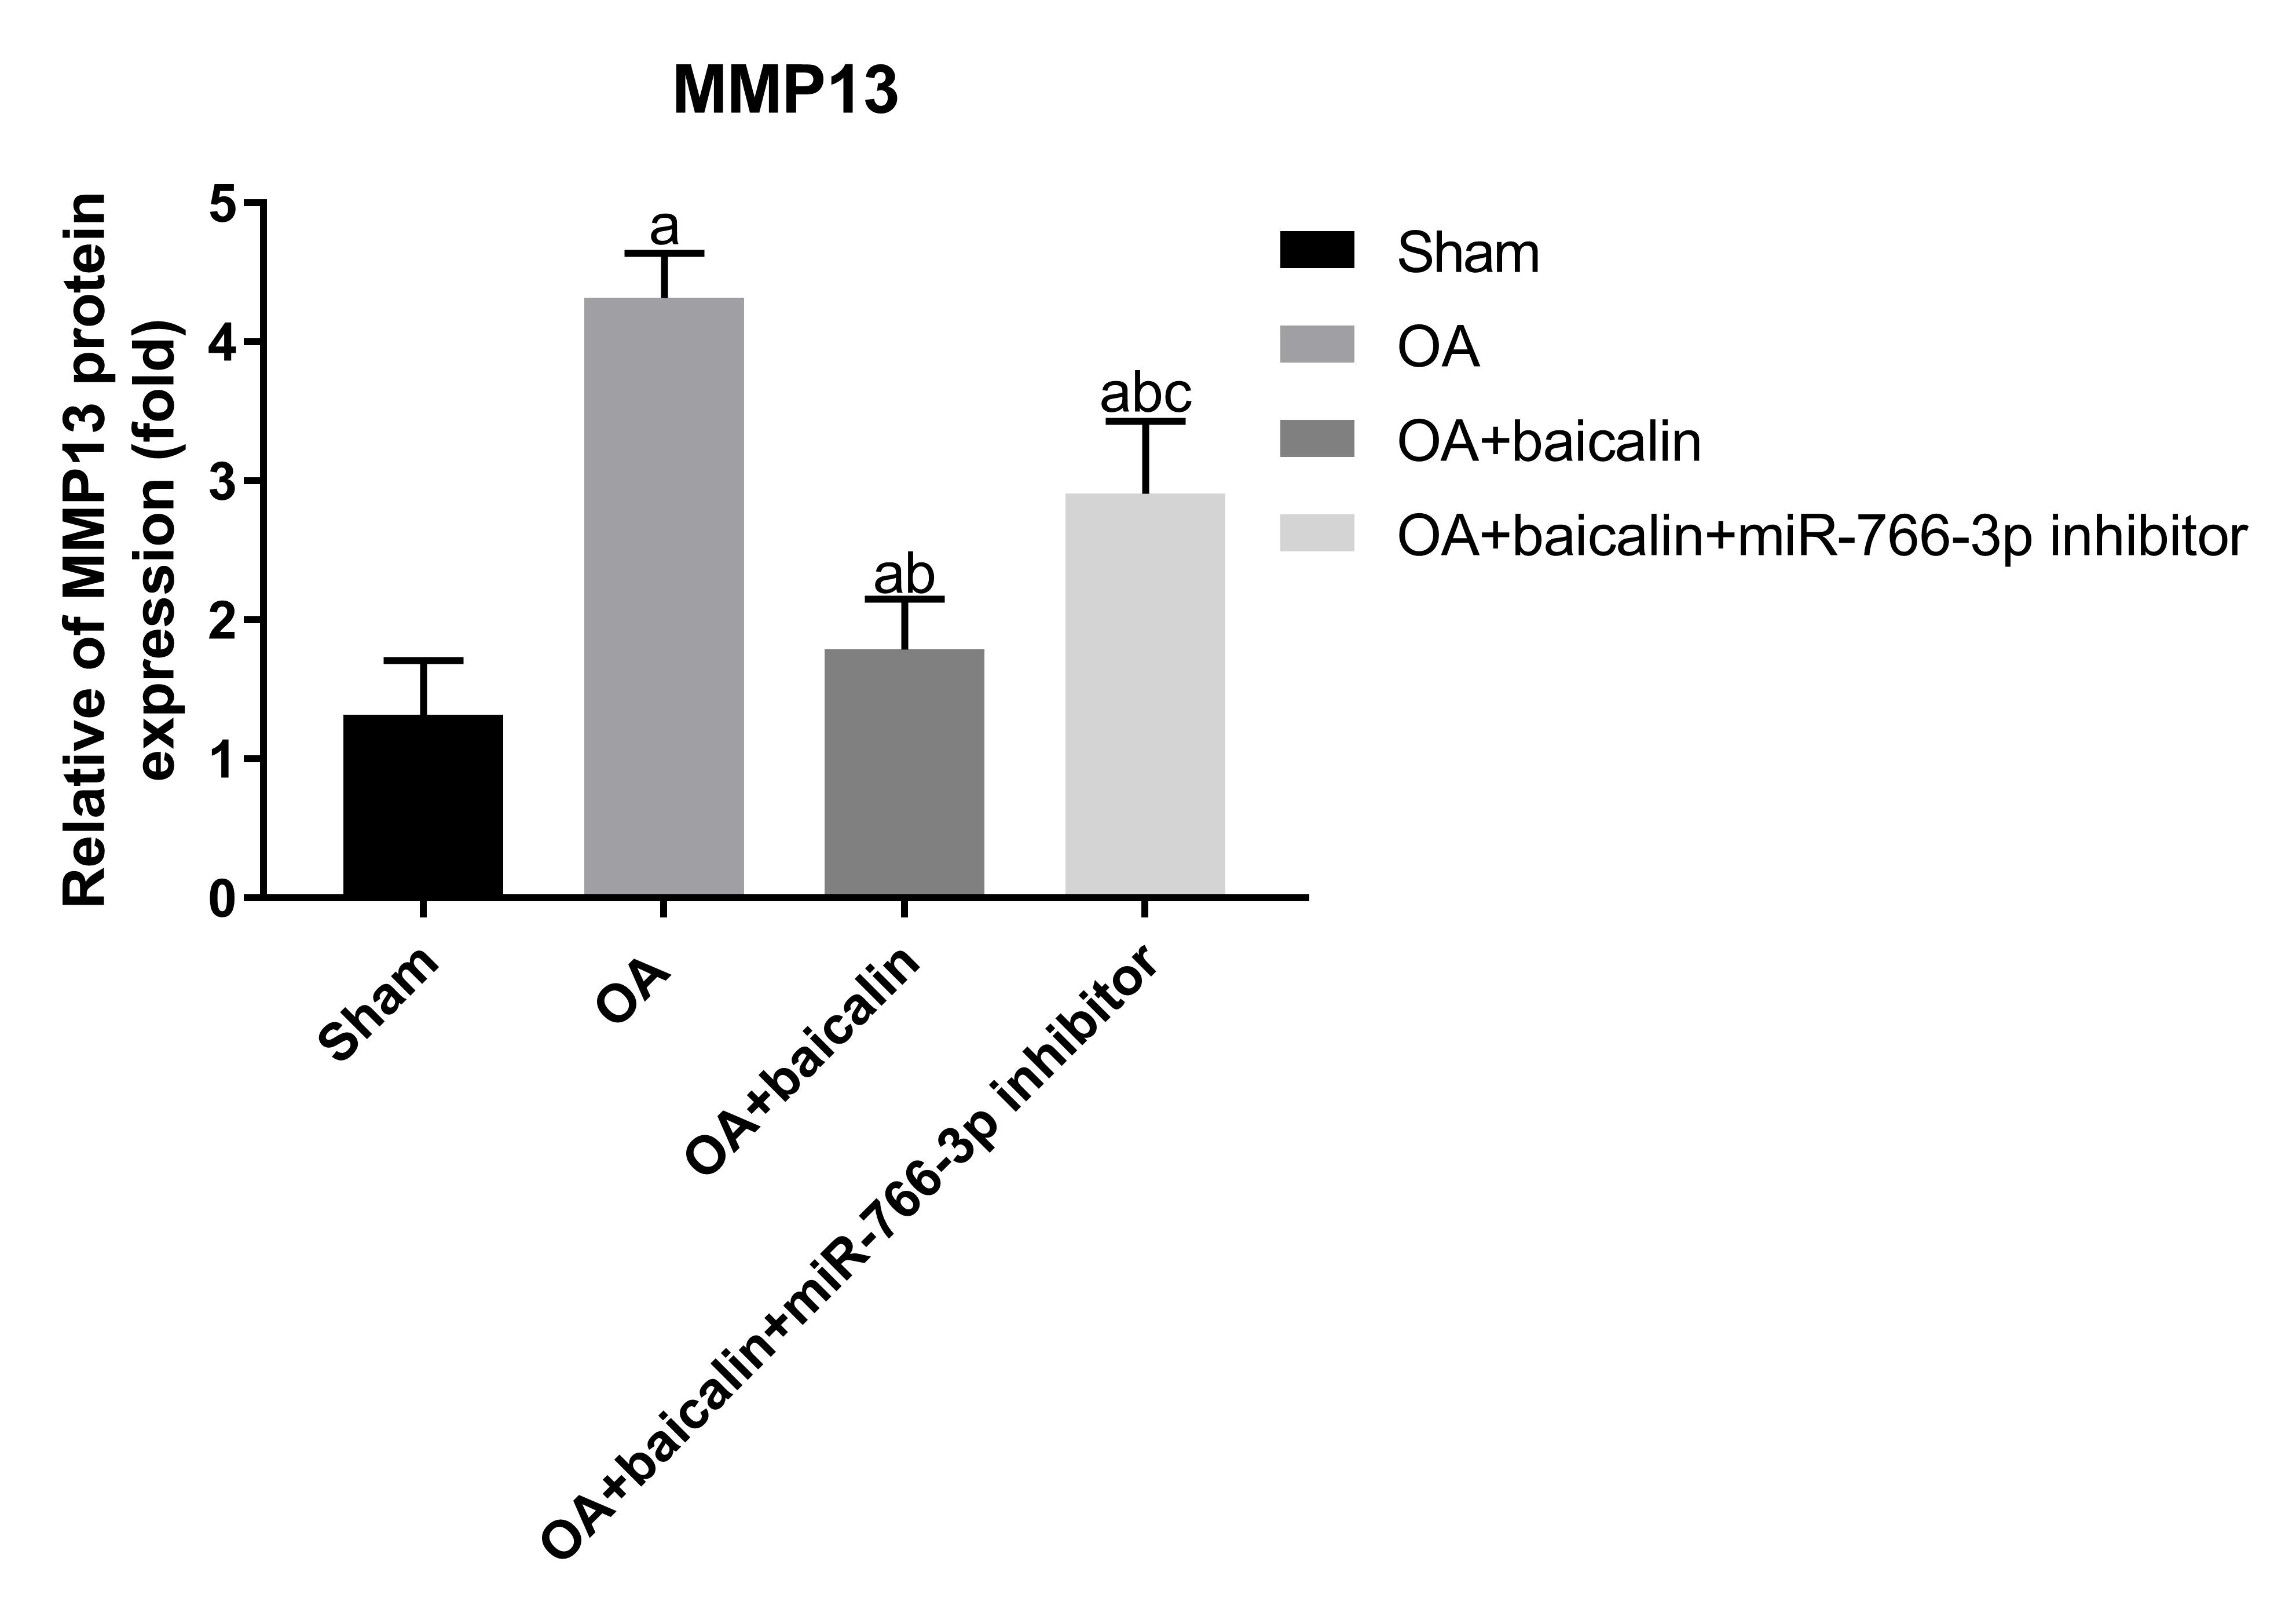 MMP13
Relative of MMP13 protein
expression (fold)
5
4
3
2
1
0
a
ab
abc
Sham
OA
OA+baicalin
OA+baicalin+miR-766-3p inhibitor
Sham
OA
OA+baicalin
OA+baicalin+miR-766-3p inhibitor